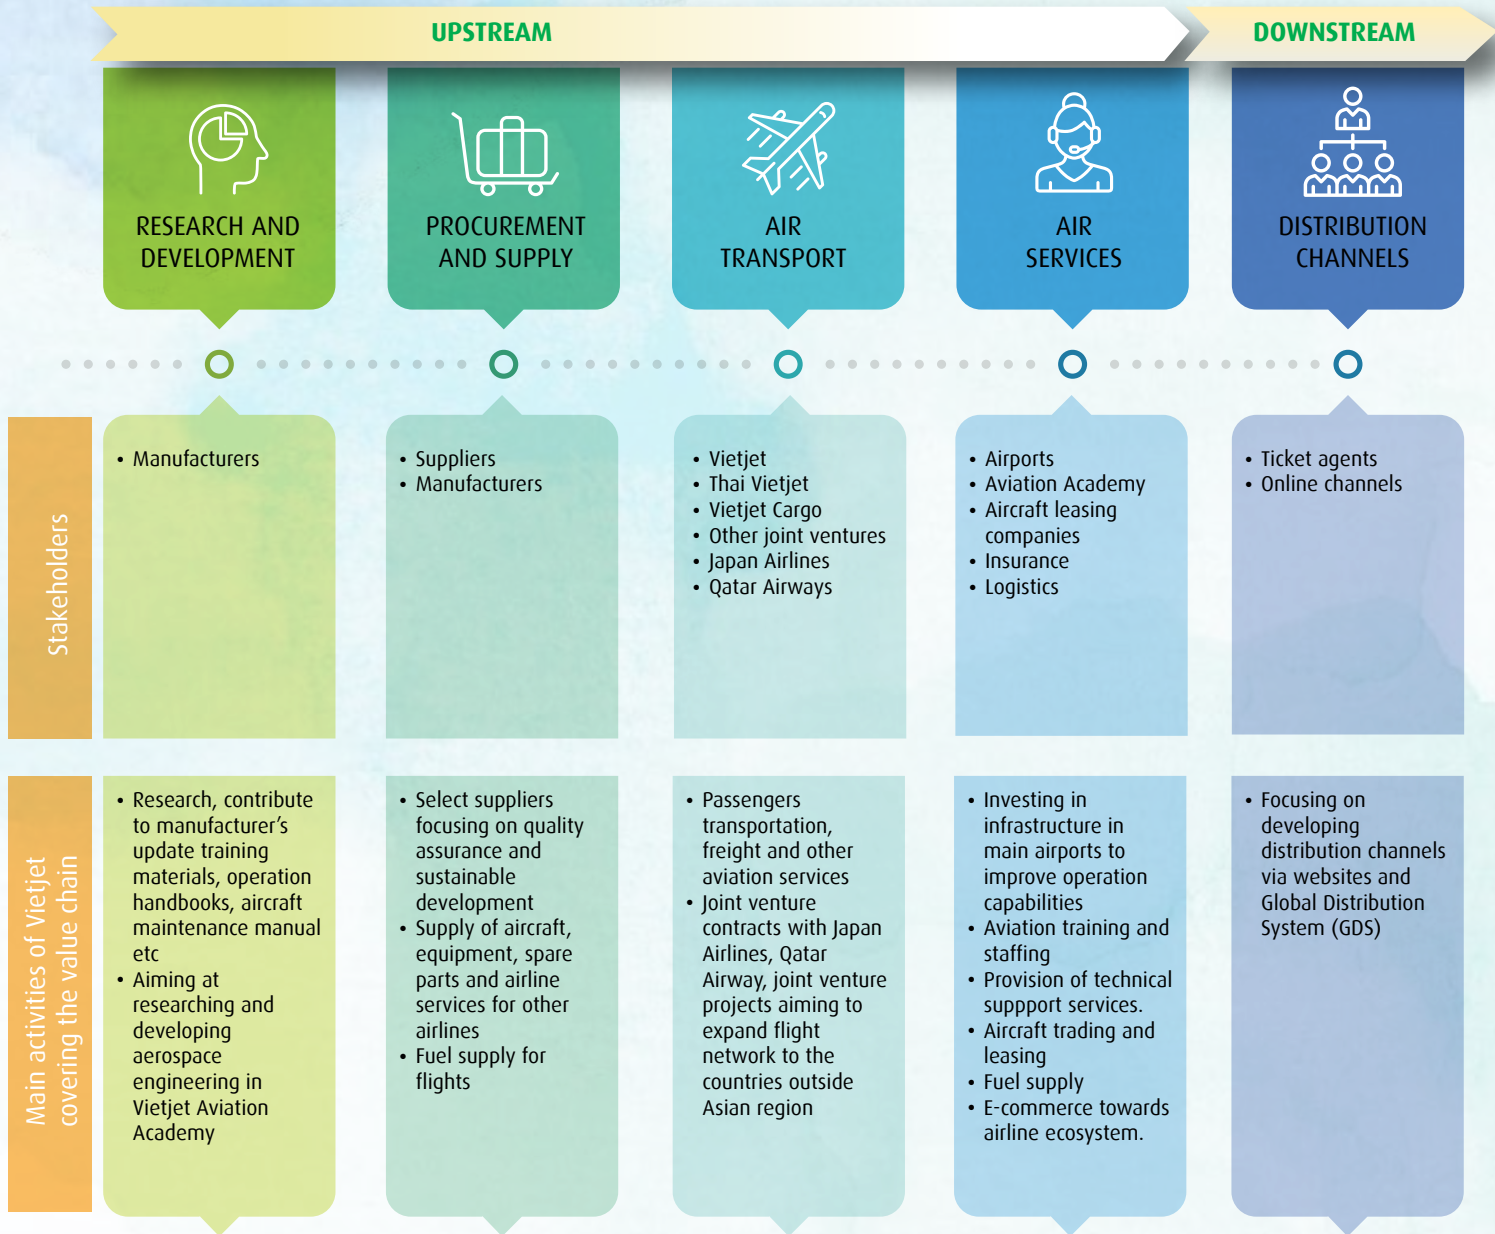 UPSTREAM
DOWNSTREAM
RESEARCH AND
DEVELOPMENT
PROCUREMENT
AND SUPPLY
AIR
TRANSPORT
AIR
SERVICES
DISTRIBUTION
CHANNELS
Stakeholders
• Manufacturers
• Suppliers
• Manufacturers
• Vietjet
• Thai Vietjet
• Vietjet Cargo
• Other joint ventures
• Japan Airlines
• Qatar Airways
• Airports
• Aviation Academy
• Aircraft leasing
companies
• Insurance
• Logistics
• Ticket agents
• Online channels
Main activities of Vietjet
covering the value chain
• Research, contribute
to manufacturer's
update training
materials, operation
handbooks, aircraft
maintenance manual
etc
• Aiming at
researching and
developing
aerospace
engineering in
Vietjet Aviation
Academy
• Select suppliers
focusing on quality
assurance and
sustainable
development
• Supply of aircraft,
equipment, spare
parts and airline
services for other
airlines
• Fuel supply for
flights
• Passengers
transportation,
freight and other
aviation services
• Joint venture
contracts with Japan
Airlines, Qatar
Airway, joint venture
projects aiming to
expand flight
network to the
countries outside
Asian region
• Investing in
infrastructure in
main airports to
improve operation
capabilities
• Aviation training and
staffing
• Provision of technical
suppport services.
• Aircraft trading and
leasing
• Fuel supply
• E-commerce towards
airline ecosystem.
• Focusing on
developing
distribution channels
via websites and
Global Distribution
System (GDS)